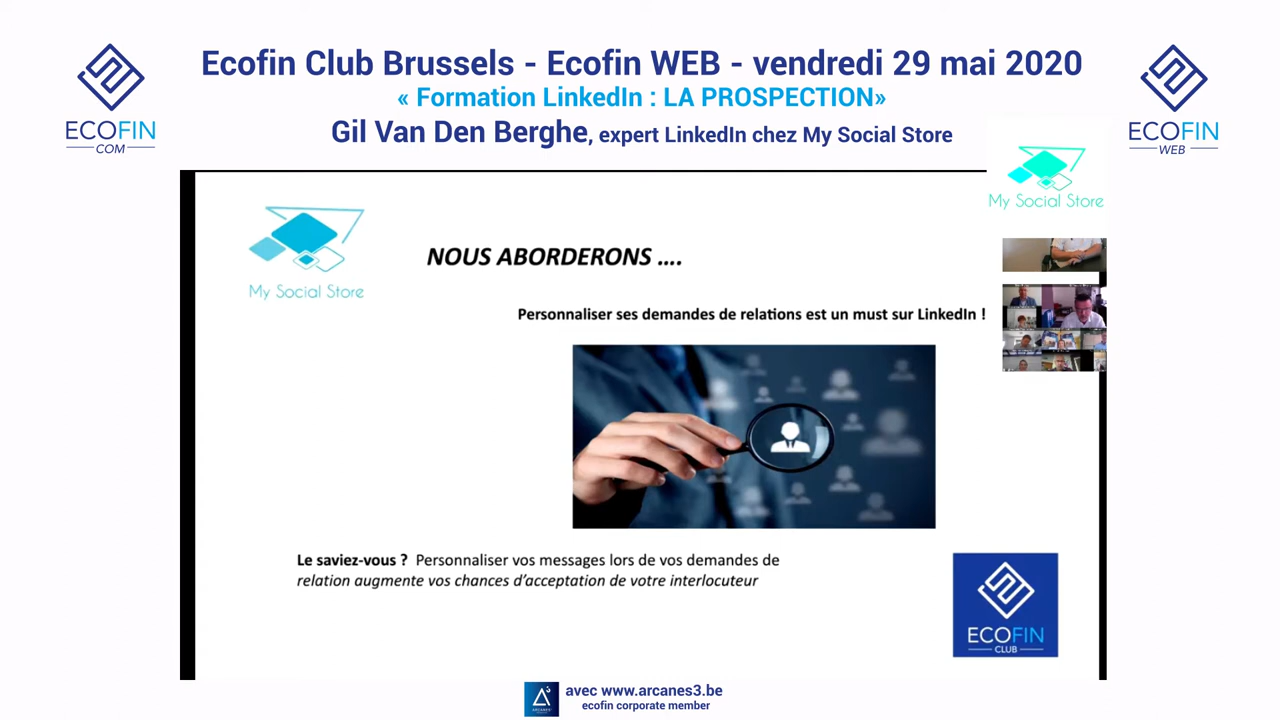 Ecofin Club Brussels - Ecofin WEB - vendredi 29 mai 2020
« Formation LinkedIn : LA PROSPECTION»
Gil Van Den Berghe, expert LinkedIn chez My Social Store
ECOFIN
COM
ECOFIN
WEB
My Social Store
My Social Store
NOUS ABORDERONS ....
Personnaliser ses demandes de relations est un must sur LinkedIn !
Le saviez-vous ? Personnaliser vos messages lors de vos demandes de
relation augmente vos chances d’acceptation de votre interlocuteur
ECOFIN
CLUB
ARCANES
avec www.arcanes3.be
ecofin corporate member